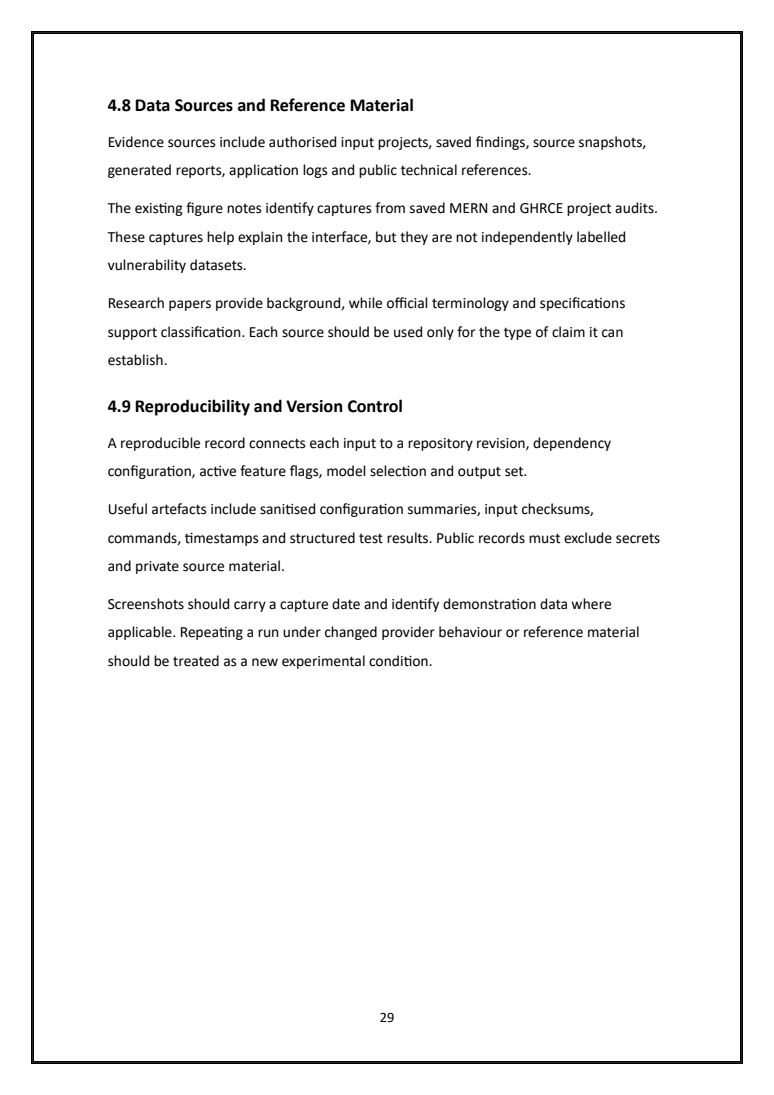 4.8 Data Sources and Reference Material
Evidence sources include authorised input projects, saved findings, source snapshots,
generated reports, application logs and public technical references.
The existing figure notes identify captures from saved MERN and GHRCE project audits.
These captures help explain the interface, but they are not independently labelled
vulnerability datasets.
Research papers provide background, while official terminology and specifications
support classification. Each source should be used only for the type of claim it can
establish.
4.9 Reproducibility and Version Control
A reproducible record connects each input to a repository revision, dependency
configuration, active feature flags, model selection and output set.
Useful artefacts include sanitised configuration summaries, input checksums,
commands, timestamps and structured test results. Public records must exclude secrets
and private source material.
Screenshots should carry a capture date and identify demonstration data where
applicable. Repeating a run under changed provider behaviour or reference material
should be treated as a new experimental condition.
29